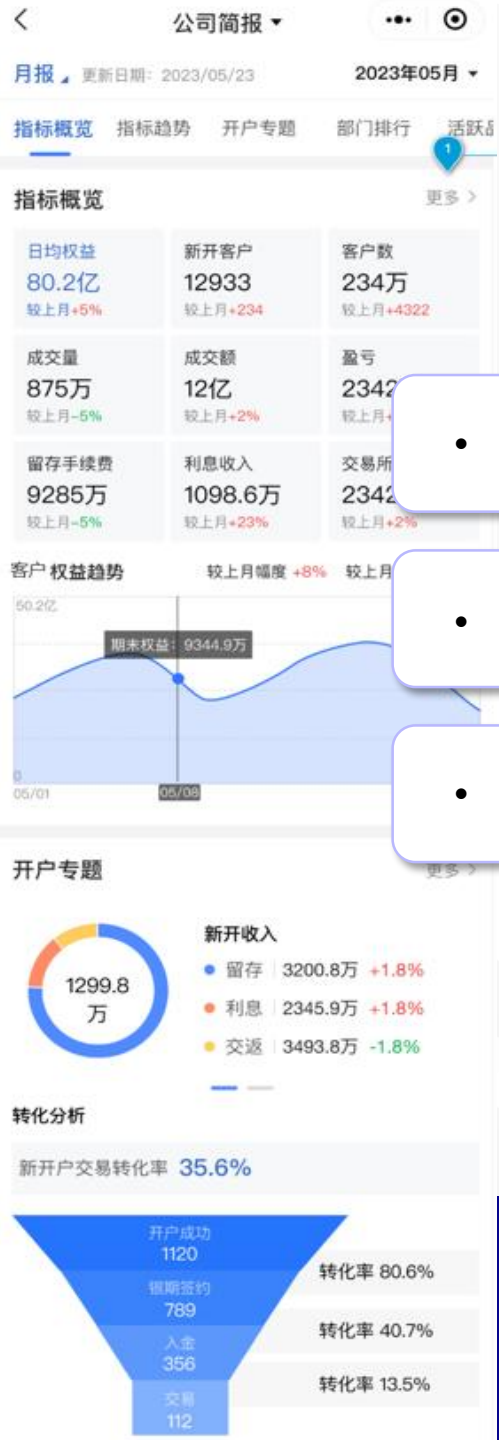 公司简报
月报 更新日期：2023/05/23 2023年05月
指标概览 指标趋势 开户专题 部门排行 活跃
1
指标概览 更多
日均权益 新开客户 客户数
80.2亿 12933 234万
较上月+5% 较上月+234 较上月+4322
成交量 成交额 盈亏
875万 12亿 2342
较上月-5% 较上月+2% 较上月
留存手续费 利息收入 交易所
9285万 1098.6万 2342
较上月-5% 较上月+23% 较上月+2%
客户 权益趋势 较上月幅度 +8% 较上月
50.2亿
期末权益：9344.9万
0
05/01 05/08
开户专题 更多
新开收入
1299.8
万
留存 3200.8万 +1.8%
利息 2345.9万 +1.8%
交返 3493.8万 -1.8%
转化分析
新开户交易转化率 35.6%
开户成功
1120
转化率 80.6%
银期签约
789
转化率 40.7%
入金
356
转化率 13.5%
交易
112